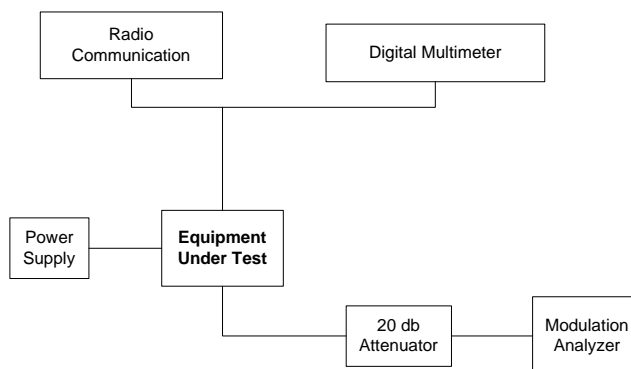 Radio
Communication
Digital Multimeter
Power
Supply
Equipment
Under Test
20 db
Attenuator
Modulation
Analyzer